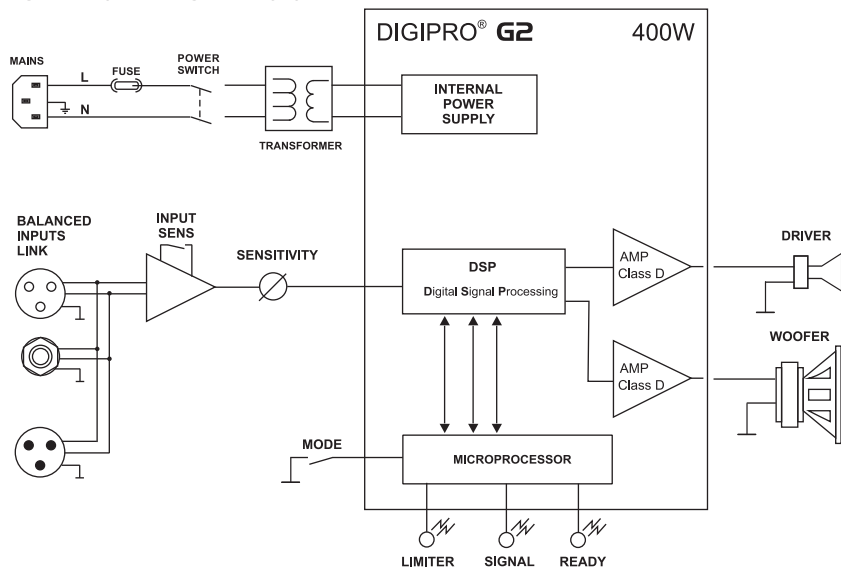 DIGIPRO® G2 400W
MAINS
L
FUSE
POWER
SWITCH
N
TRANSFORMER
INTERNAL
POWER
SUPPLY
BALANCED
INPUTS
LINK
INPUT
SENS
SENSITIVITY
DSP
Digital Signal Processing
AMP
Class D
DRIVER
AMP
Class D
WOOFER
MODE
MICROPROCESSOR
LIMITER
SIGNAL
READY